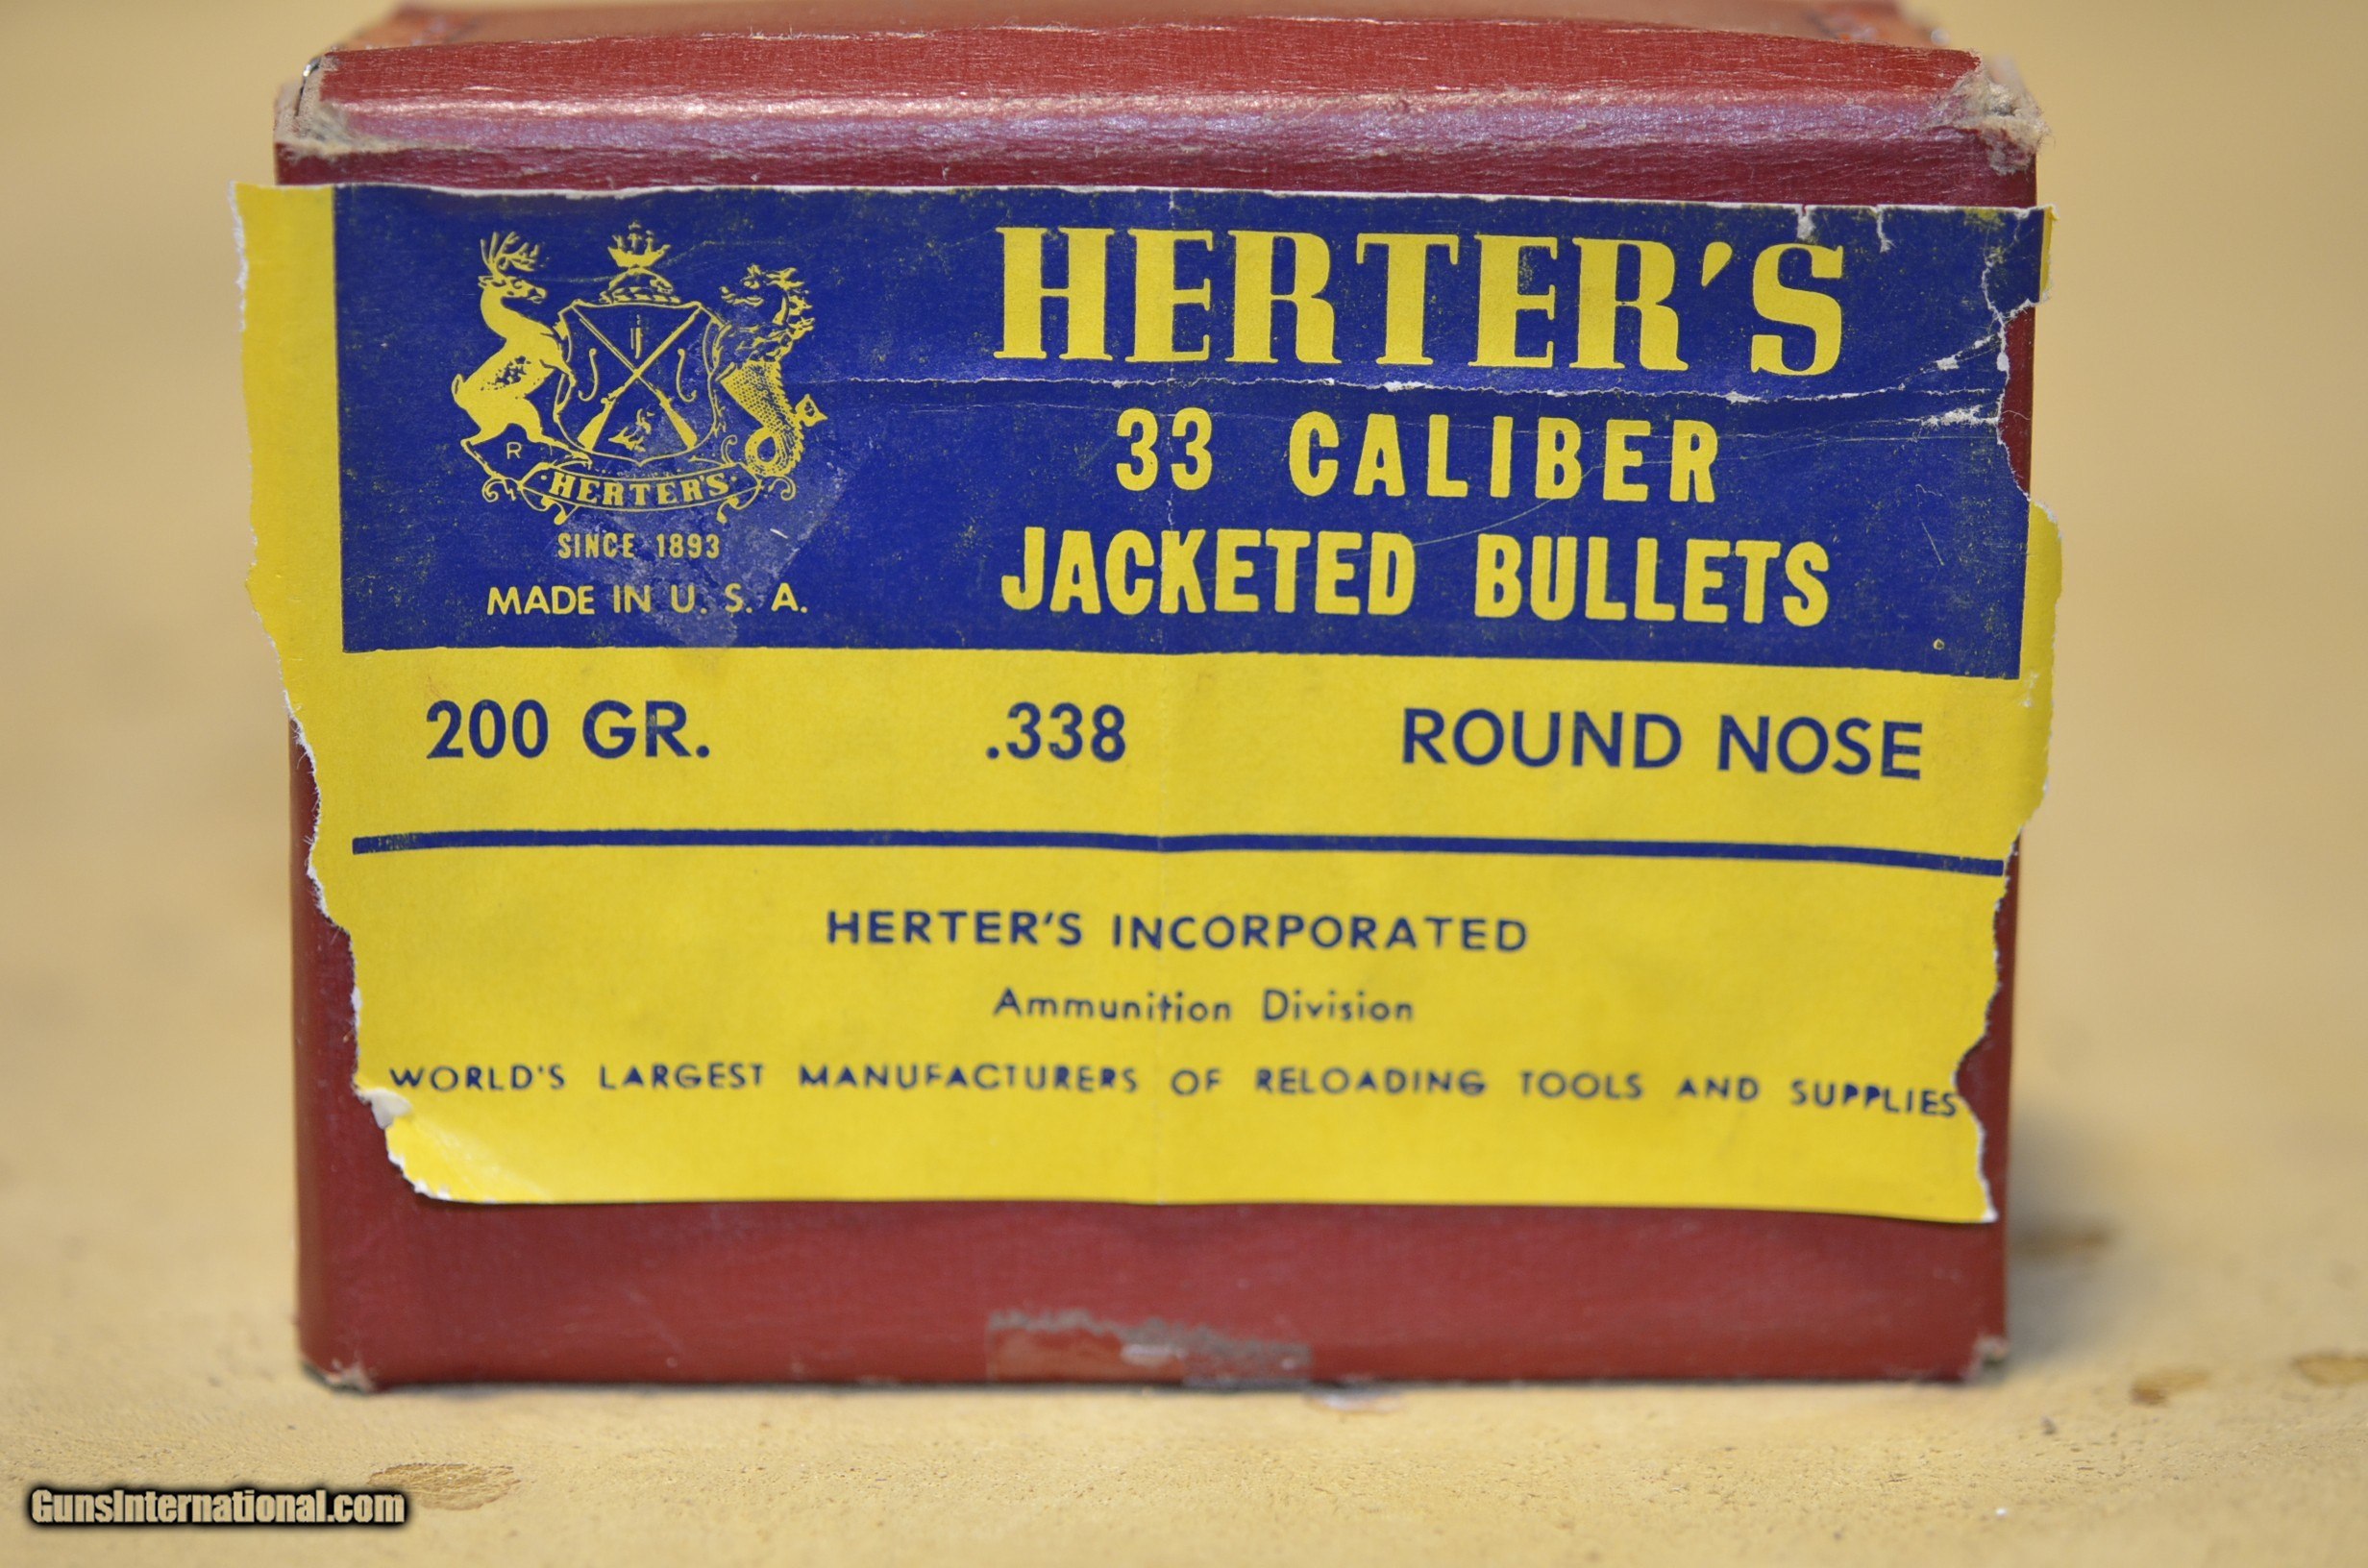 HERTER'S
33 CALIBER
JACKETED BULLETS
R
HERTER'S
SINCE 1893
MADE IN U. S. A.
200 GR. .338 ROUND NOSE
HERTER'S INCORPORATED
Ammunition Division
WORLD'S LARGEST MANUFACTURERS OF RELOADING TOOLS AND SUPPLIES
GunsInternational.com